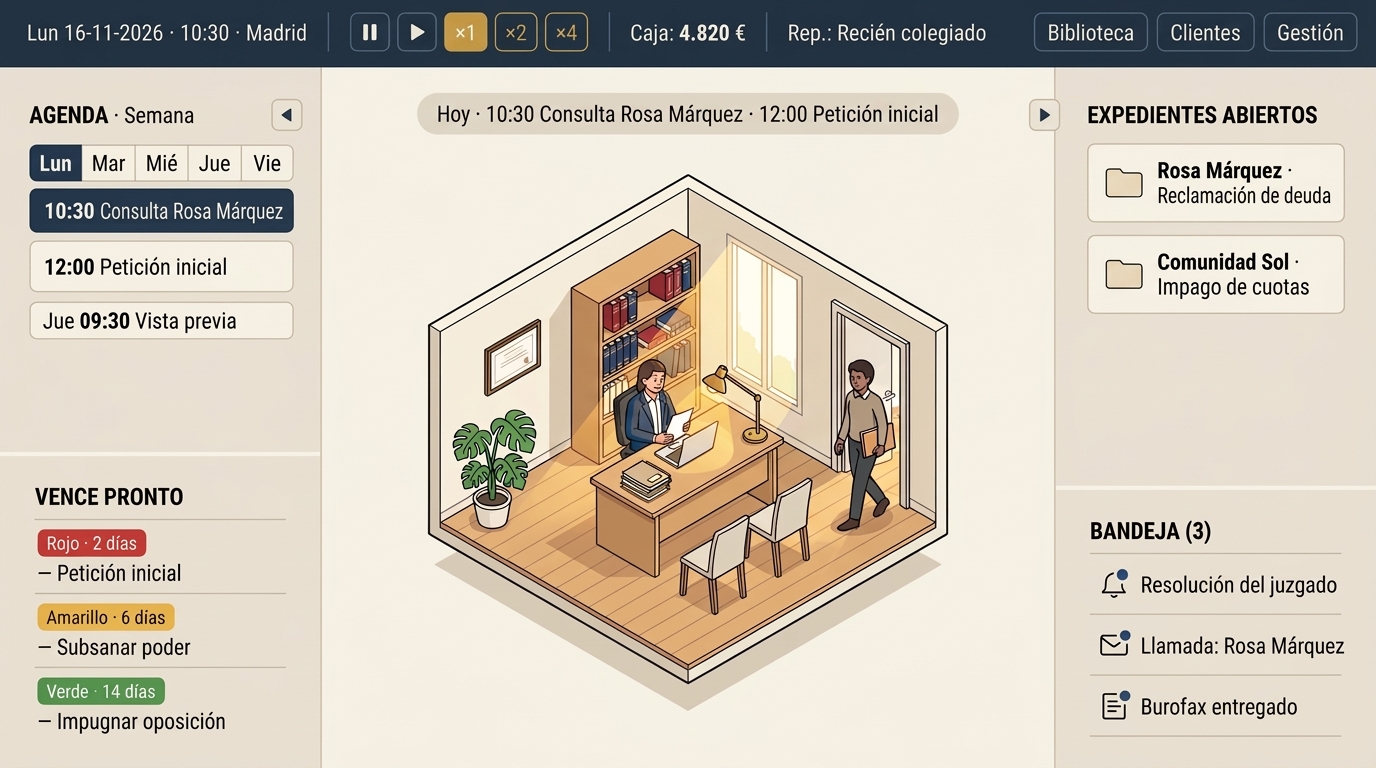 Lun 16-11-2026 · 10:30 · Madrid
×1
×2
×4
Caja: 4.820 €
Rep.: Recién colegiado
Biblioteca
Clientes
Gestión
AGENDA · Semana
Lun
Mar
Mié
Jue
Vie
10:30 Consulta Rosa Márquez
12:00 Petición inicial
Jue 09:30 Vista previa
VENCE PRONTO
Rojo · 2 días
– Petición inicial
Amarillo · 6 días
– Subsanar poder
Verde · 14 días
– Impugnar oposición
Hoy · 10:30 Consulta Rosa Márquez · 12:00 Petición inicial
EXPEDIENTES ABIERTOS
Rosa Márquez ·
Reclamación de deuda
Comunidad Sol ·
Impago de cuotas
BANDEJA (3)
Resolución del juzgado
Llamada: Rosa Márquez
Burofax entregado